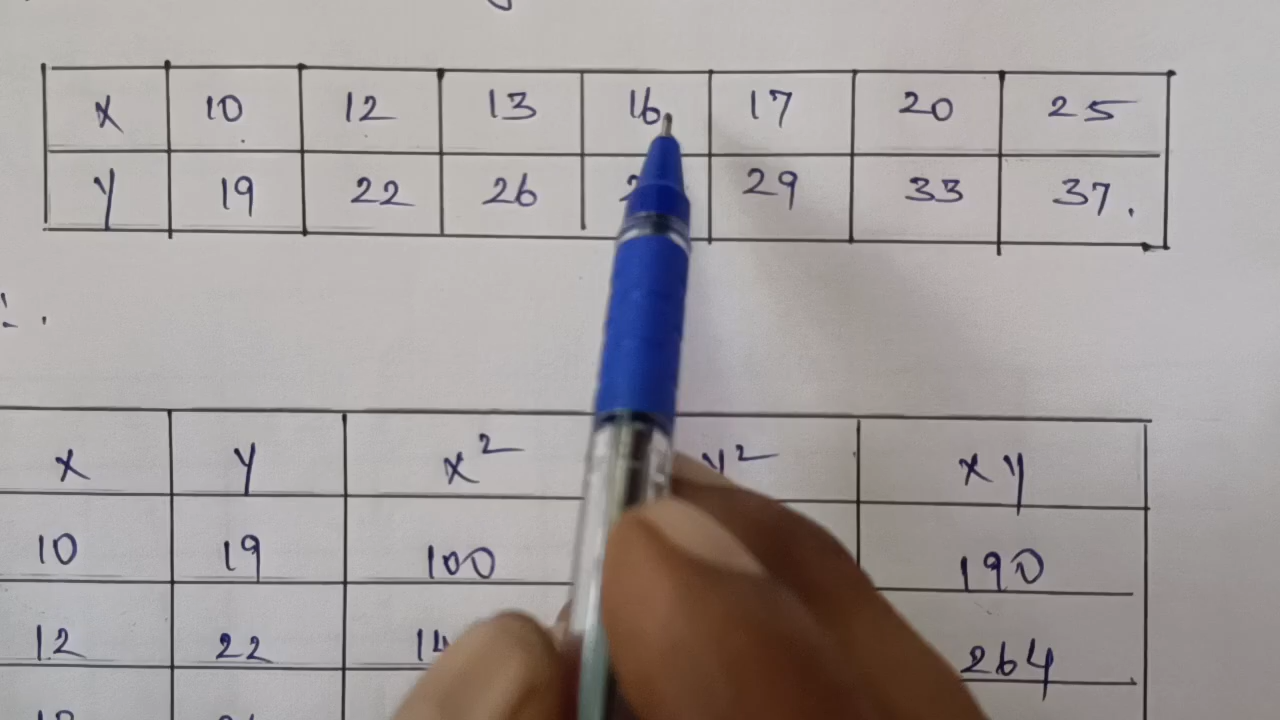 x 10 12 13 16 17 20 25
y 19 22 26 29 33 37.
x y x² y² xy
10 19 100 190
12 22 264